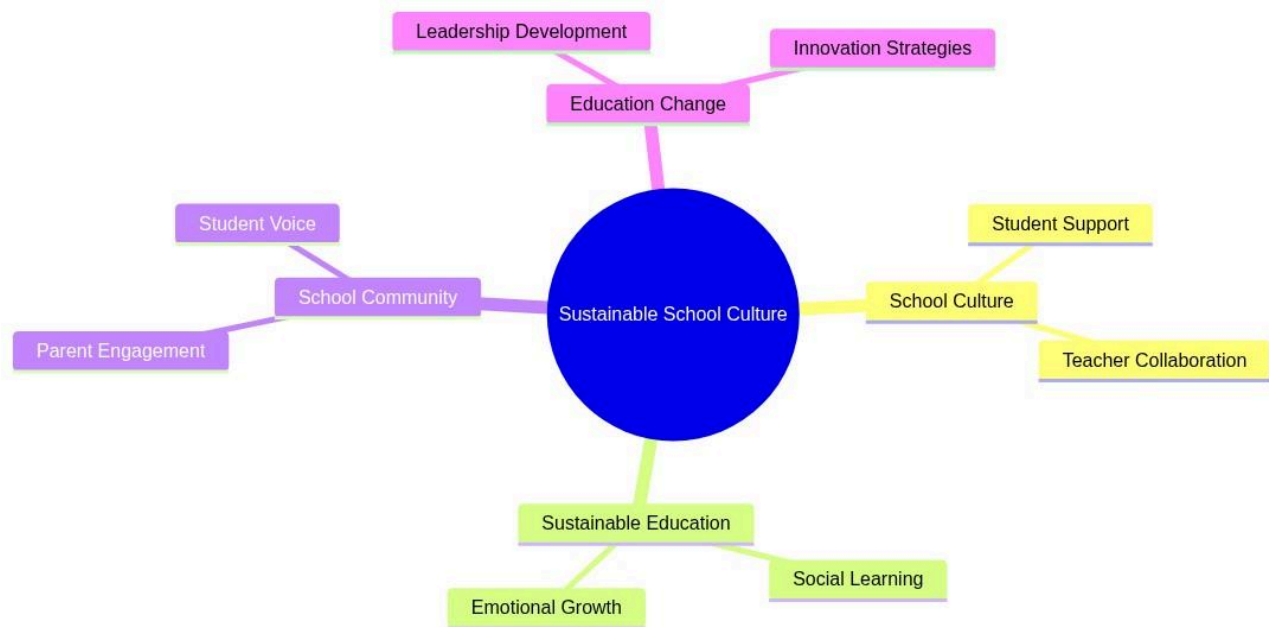 Leadership Development
Innovation Strategies
Education Change
Student Voice
Student Support
School Community
School Culture
Sustainable School Culture
Parent Engagement
Teacher Collaboration
Sustainable Education
Social Learning
Emotional Growth